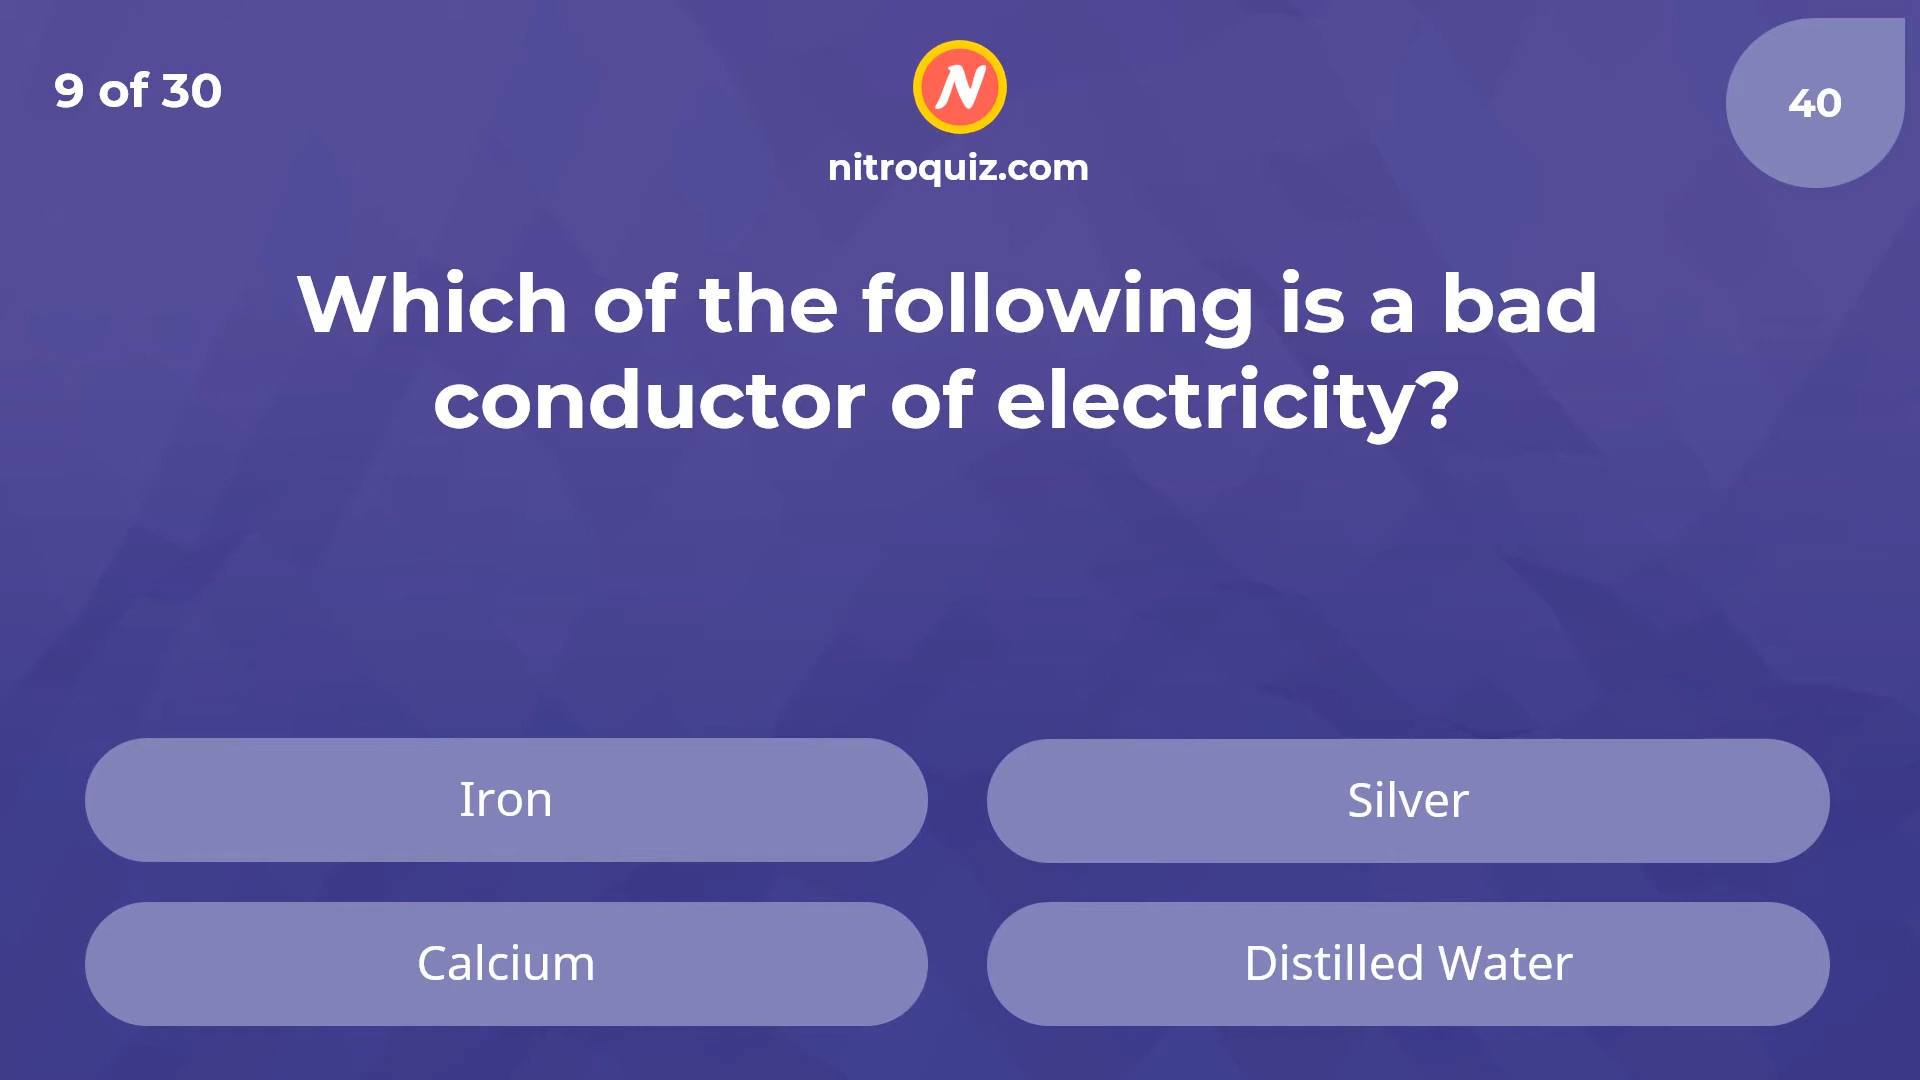 9 of 30
N
nitroquiz.com
40
Which of the following is a bad
conductor of electricity?
Iron
Silver
Calcium
Distilled Water